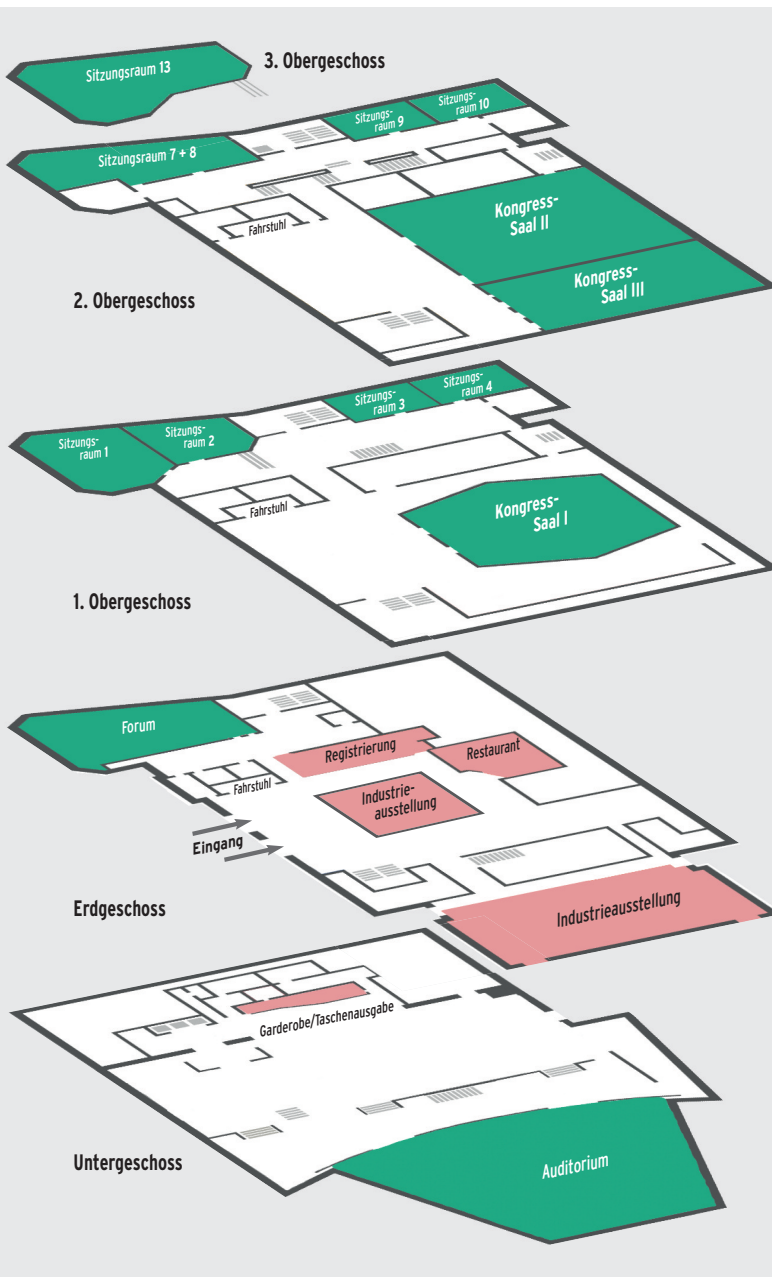 3. Obergeschoss
Sitzungsraum 13
Sitzungs-
raum 10
Sitzungs-
raum 9
Sitzungsraum 7 + 8
Kongress-
Saal II
Fahrstuhl
Kongress-
Saal III
2. Obergeschoss
Sitzungs-
raum 4
Sitzungs-
raum 3
Sitzungs-
raum 2
Sitzungs-
raum 1
Kongress-
Saal I
Fahrstuhl
1. Obergeschoss
Forum
Registrierung
Restaurant
Fahrstuhl
Industrie-
ausstellung
Eingang
Erdgeschoss
Industrieausstellung
Garderobe/Taschenausgabe
Untergeschoss
Auditorium